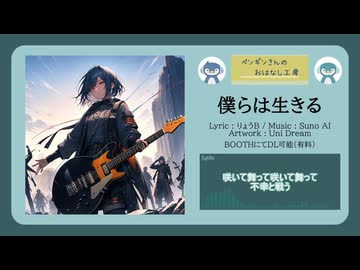 ペンギンさんの
おはなし工房
僕らは生きる
Lyric : りょうB / Music : Suno AI
Artwork : Uni Dream
BOOTHにてDL可能(有料)
Lyric
咲いて舞って咲いて舞って
不幸と戦う